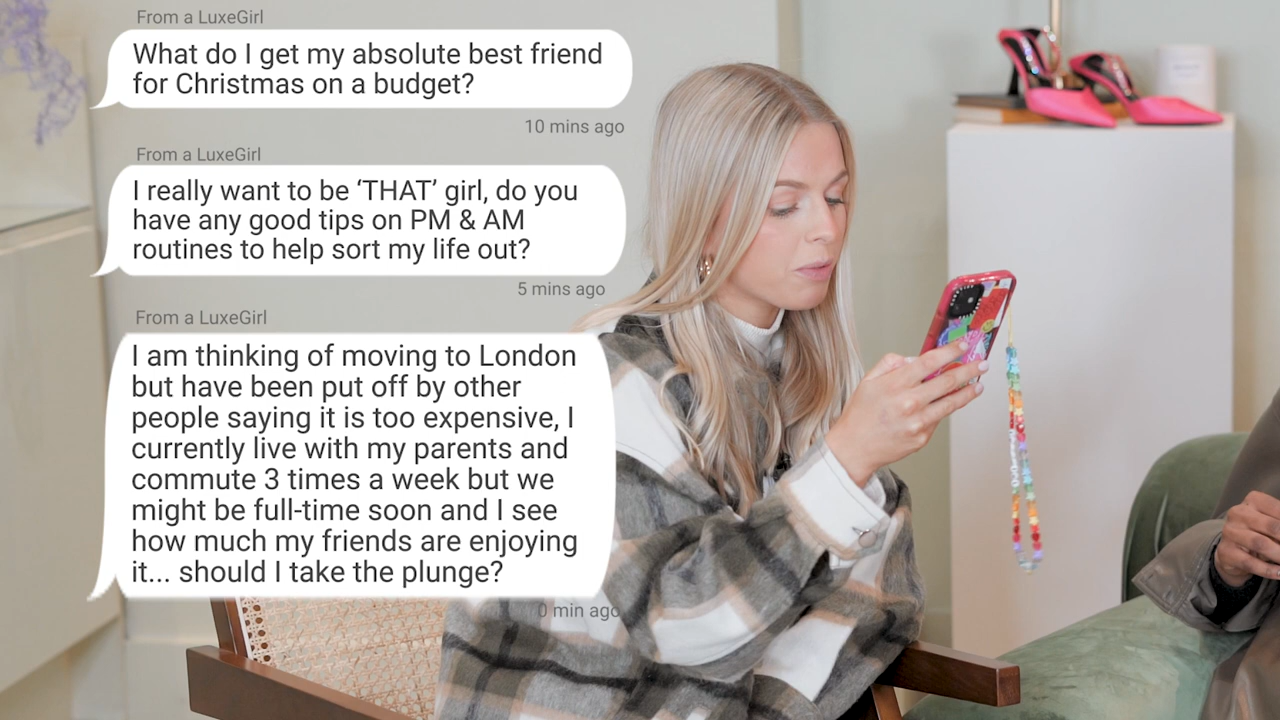 From a LuxeGirl
What do I get my absolute best friend
for Christmas on a budget?
10 mins ago
From a LuxeGirl
I really want to be ‘THAT’ girl, do you
have any good tips on PM & AM
routines to help sort my life out?
5 mins ago
From a LuxeGirl
I am thinking of moving to London
but have been put off by other
people saying it is too expensive, I
currently live with my parents and
commute 3 times a week but we
might be full-time soon and I see
how much my friends are enjoying
it... should I take the plunge?
0 min ago